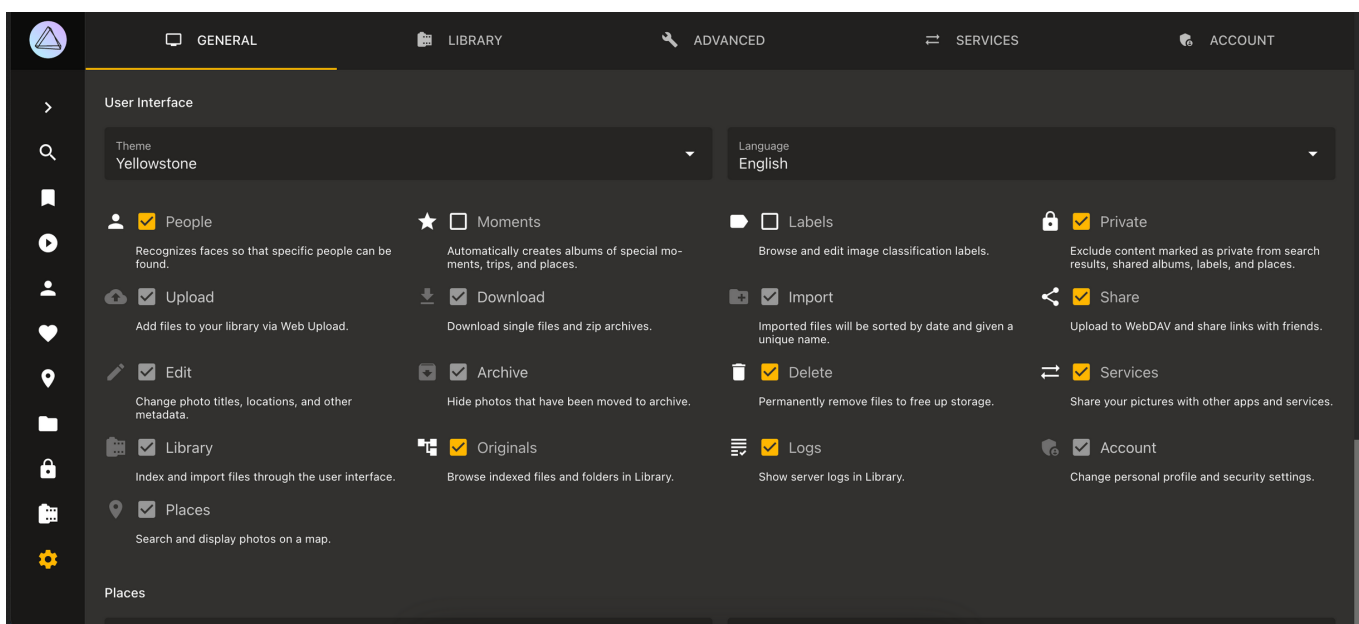 GENERAL
LIBRARY
ADVANCED
SERVICES
ACCOUNT
User Interface
Theme
Yellowstone
Language
English
People
Recognizes faces so that specific people can be
found.
Moments
Automatically creates albums of special mo-
ments, trips, and places.
Labels
Browse and edit image classification labels.
Private
Exclude content marked as private from search
results, shared albums, labels, and places.
Upload
Add files to your library via Web Upload.
Download
Download single files and zip archives.
Import
Imported files will be sorted by date and given a
unique name.
Share
Upload to WebDAV and share links with friends.
Edit
Change photo titles, locations, and other
metadata.
Archive
Hide photos that have been moved to archive.
Delete
Permanently remove files to free up storage.
Services
Share your pictures with other apps and services.
Library
Index and import files through the user interface.
Originals
Browse indexed files and folders in Library.
Logs
Show server logs in Library.
Account
Change personal profile and security settings.
Places
Search and display photos on a map.
Places